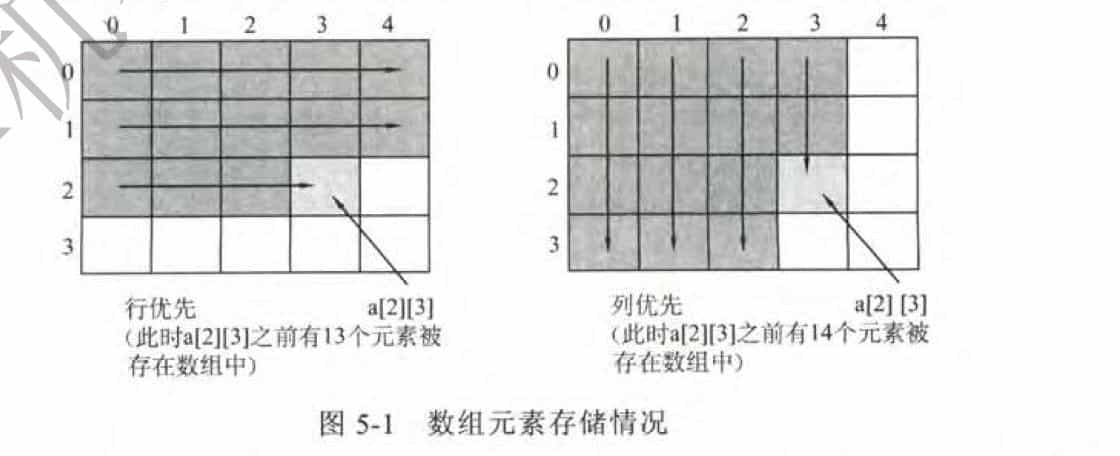 0 1 2 3 4
0
1
2
3
行优先 a[2][3]
(此时a[2][3]之前有13个元素被
存在数组中)
0 1 2 3 4
0
1
2
3
列优先 a[2] [3]
(此时a[2][3]之前有14个元素被
存在数组中)
图 5-1 数组元素存储情况